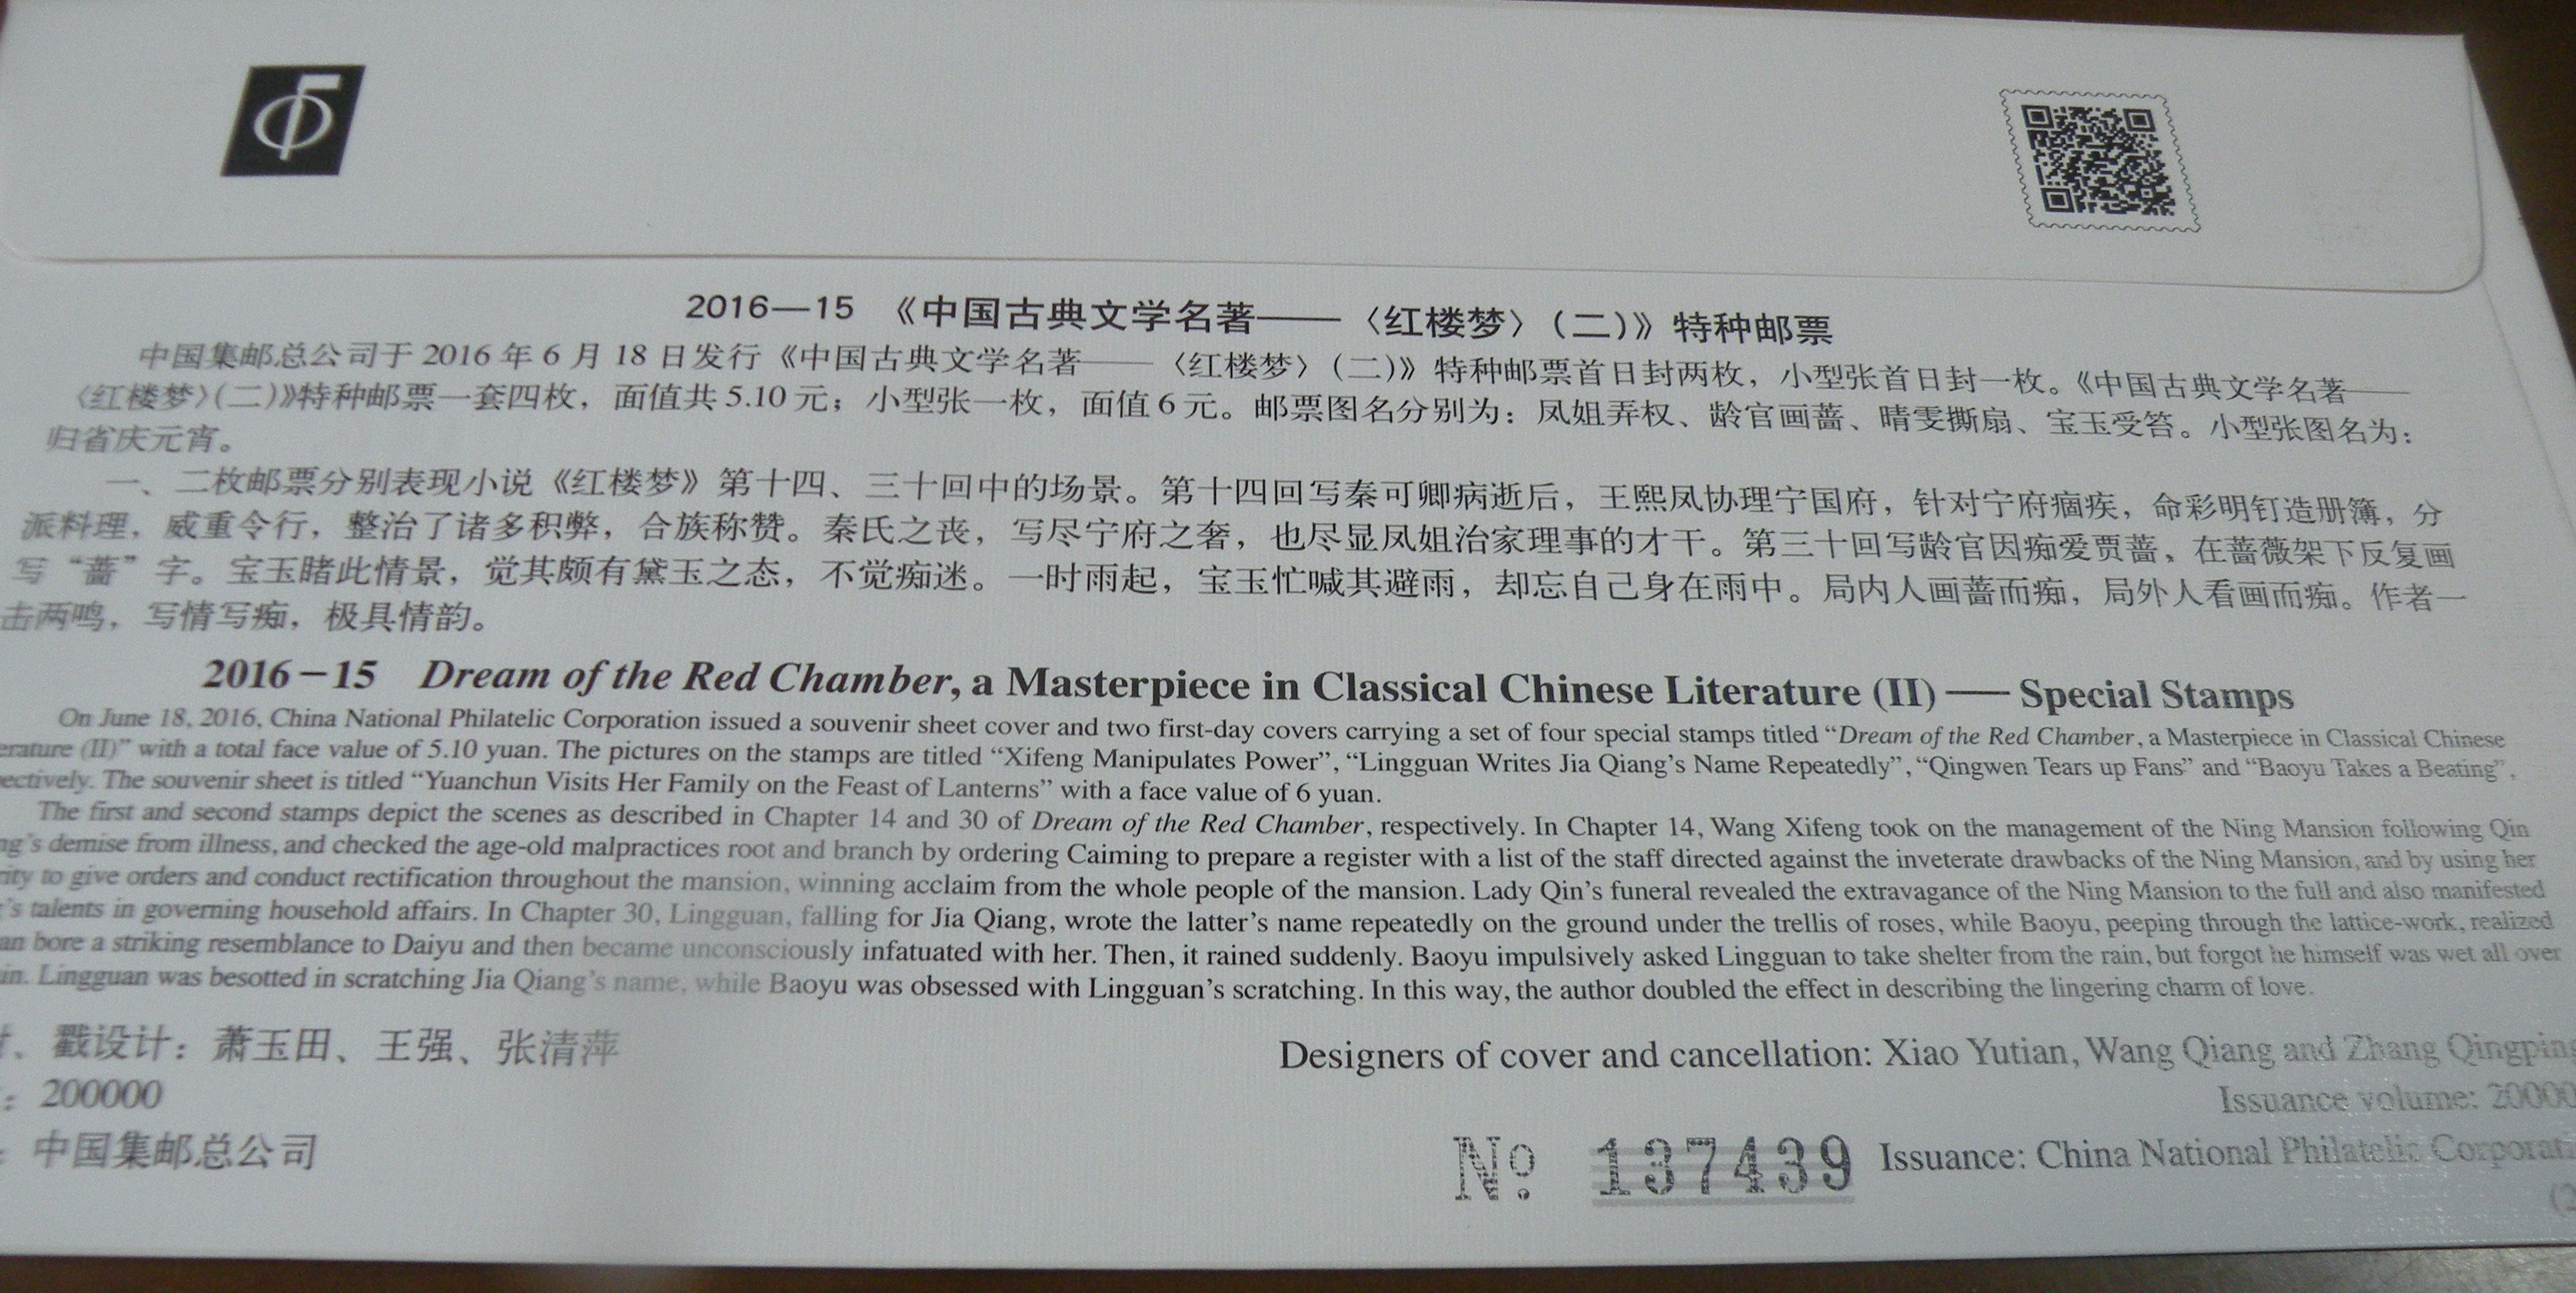 2016—15 《中国古典文学名著——〈红楼梦〉(二)》特种邮票
中国集邮总公司于 2016 年 6 月 18 日发行《中国古典文学名著——〈红楼梦〉(二)》特种邮票首日封两枚，小型张首日封一枚。《中国古典文学名著——
〈红楼梦〉(二)》特种邮票一套四枚，面值共 5.10 元；小型张一枚，面值 6 元。邮票图名分别为：凤姐弄权、龄官画蔷、晴雯撕扇、宝玉受笞。小型张图名为：
归省庆元宵。
一、二枚邮票分别表现小说《红楼梦》第十四、三十回中的场景。第十四回写秦可卿病逝后，王熙凤协理宁国府，针对宁府痼疾，命彩明钉造册簿，分
派料理，威重令行，整治了诸多积弊，合族称赞。秦氏之丧，写尽宁府之奢，也尽显凤姐治家理事的才干。第三十回写龄官因痴爱贾蔷，在蔷薇架下反复画
写“蔷”字。宝玉睹此情景，觉其颇有黛玉之态，不觉痴迷。一时雨起，宝玉忙喊其避雨，却忘自己身在雨中。局内人画蔷而痴，局外人看画而痴。作者一
击两鸣，写情写痴，极具情韵。
2016－15 Dream of the Red Chamber, a Masterpiece in Classical Chinese Literature (II) —— Special Stamps
On June 18, 2016, China National Philatelic Corporation issued a souvenir sheet cover and two first-day covers carrying a set of four special stamps titled “Dream of the Red Chamber, a Masterpiece in Classical Chinese
erature (II)” with a total face value of 5.10 yuan. The pictures on the stamps are titled “Xifeng Manipulates Power”, “Lingguan Writes Jia Qiang’s Name Repeatedly”, “Qingwen Tears up Fans” and “Baoyu Takes a Beating”,
ectively. The souvenir sheet is titled “Yuanchun Visits Her Family on the Feast of Lanterns” with a face value of 6 yuan.
The first and second stamps depict the scenes as described in Chapter 14 and 30 of Dream of the Red Chamber, respectively. In Chapter 14, Wang Xifeng took on the management of the Ning Mansion following Qin
ng’s demise from illness, and checked the age-old malpractices root and branch by ordering Caiming to prepare a register with a list of the staff directed against the inveterate drawbacks of the Ning Mansion, and by using her
rity to give orders and conduct rectification throughout the mansion, winning acclaim from the whole people of the mansion. Lady Qin’s funeral revealed the extravagance of the Ning Mansion to the full and also manifested
’s talents in governing household affairs. In Chapter 30, Lingguan, falling for Jia Qiang, wrote the latter’s name repeatedly on the ground under the trellis of roses, while Baoyu, peeping through the lattice-work, realized
an bore a striking resemblance to Daiyu and then became unconsciously infatuated with her. Then, it rained suddenly. Baoyu impulsively asked Lingguan to take shelter from the rain, but forgot he himself was wet all over
in. Lingguan was besotted in scratching Jia Qiang’s name, while Baoyu was obsessed with Lingguan’s scratching. In this way, the author doubled the effect in describing the lingering charm of love.
、戳设计：萧玉田、王强、张清萍
Designers of cover and cancellation: Xiao Yutian, Wang Qiang and Zhang Qingping
：200000
Issuance volume: 20000
：中国集邮总公司
Nº 137439 Issuance: China National Philatelic Corporat
(2